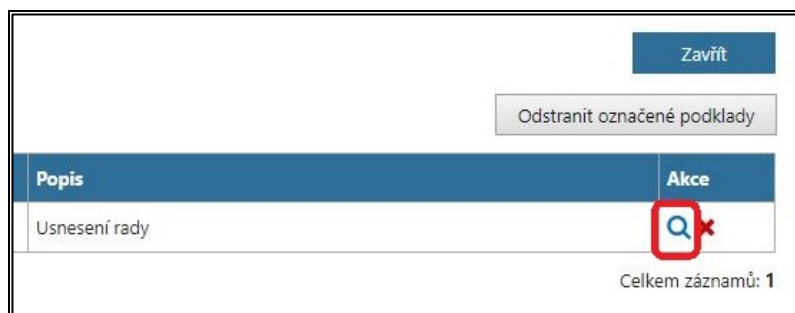 Zavřít
Odstranit označené podklady
Popis Akce
Usnesení rady
Celkem záznamů: 1